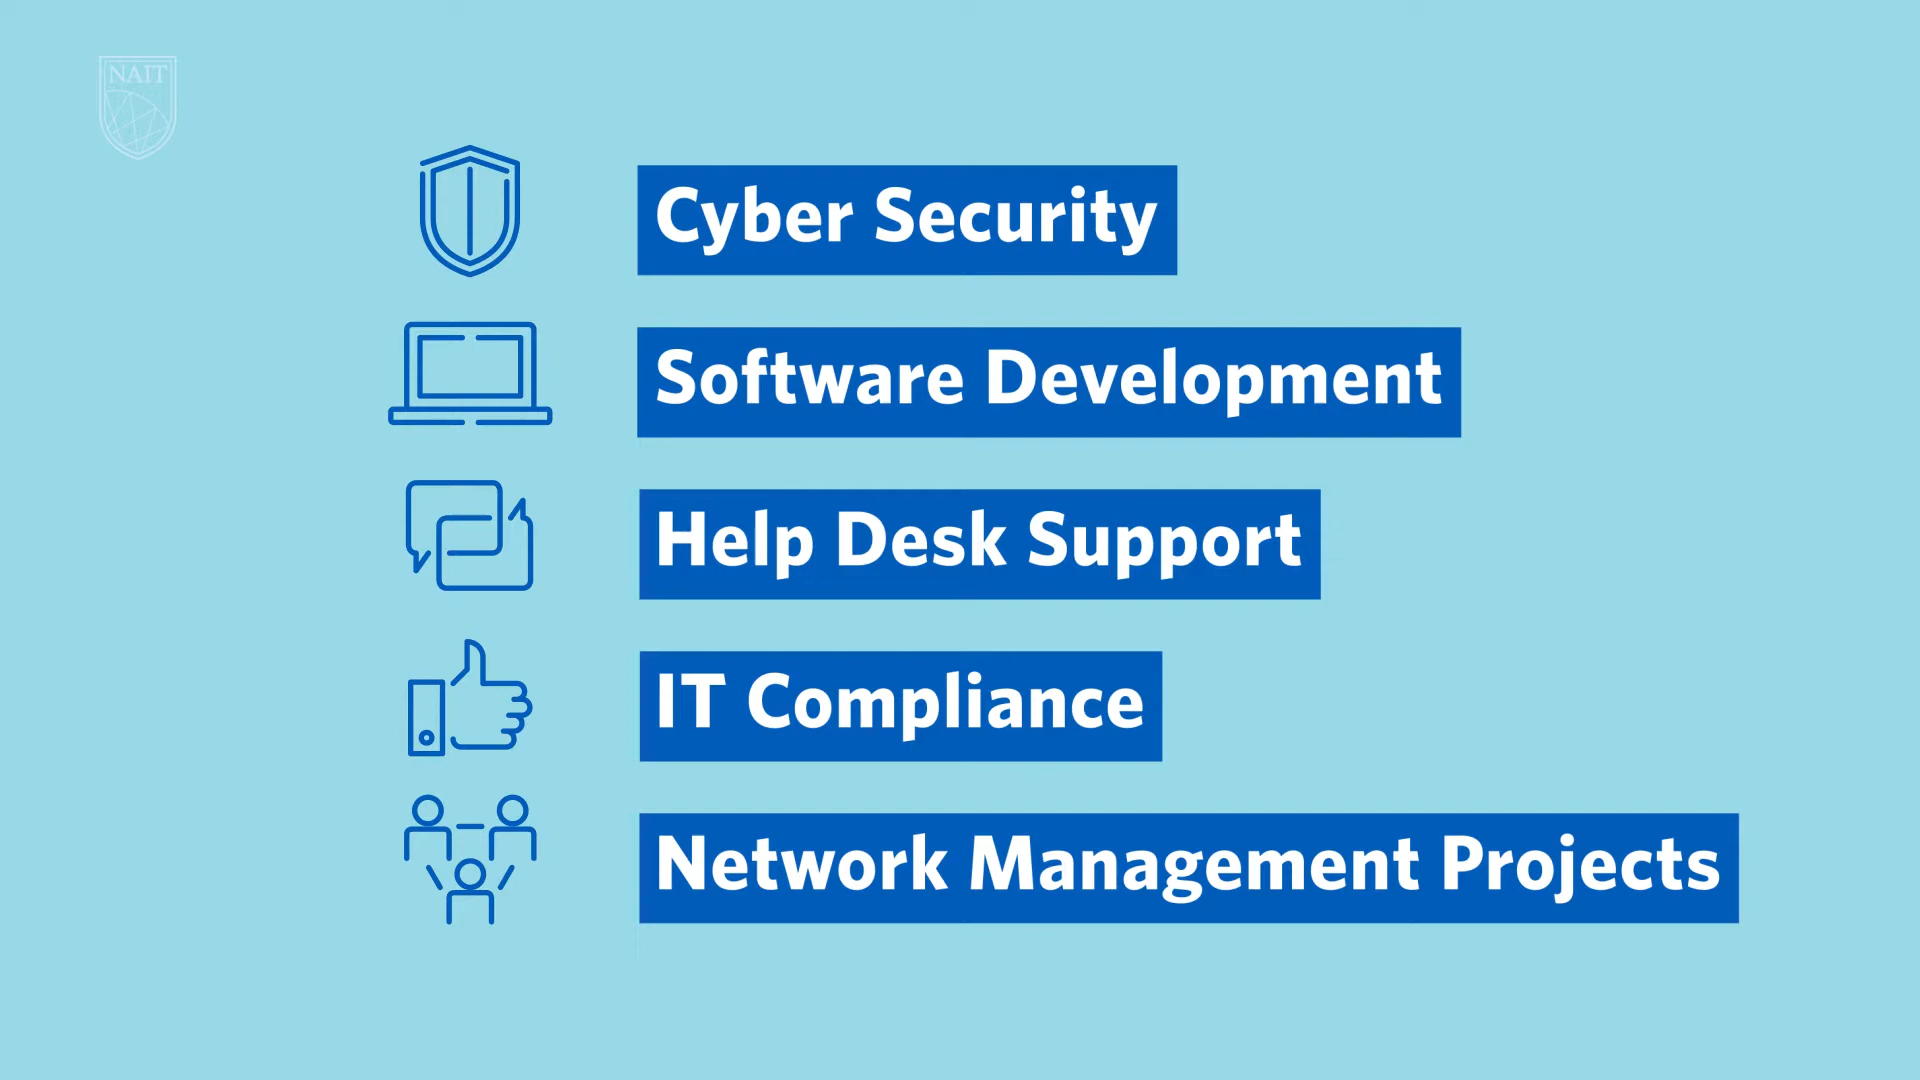 NAIT
Cyber Security
Software Development
Help Desk Support
IT Compliance
Network Management Projects